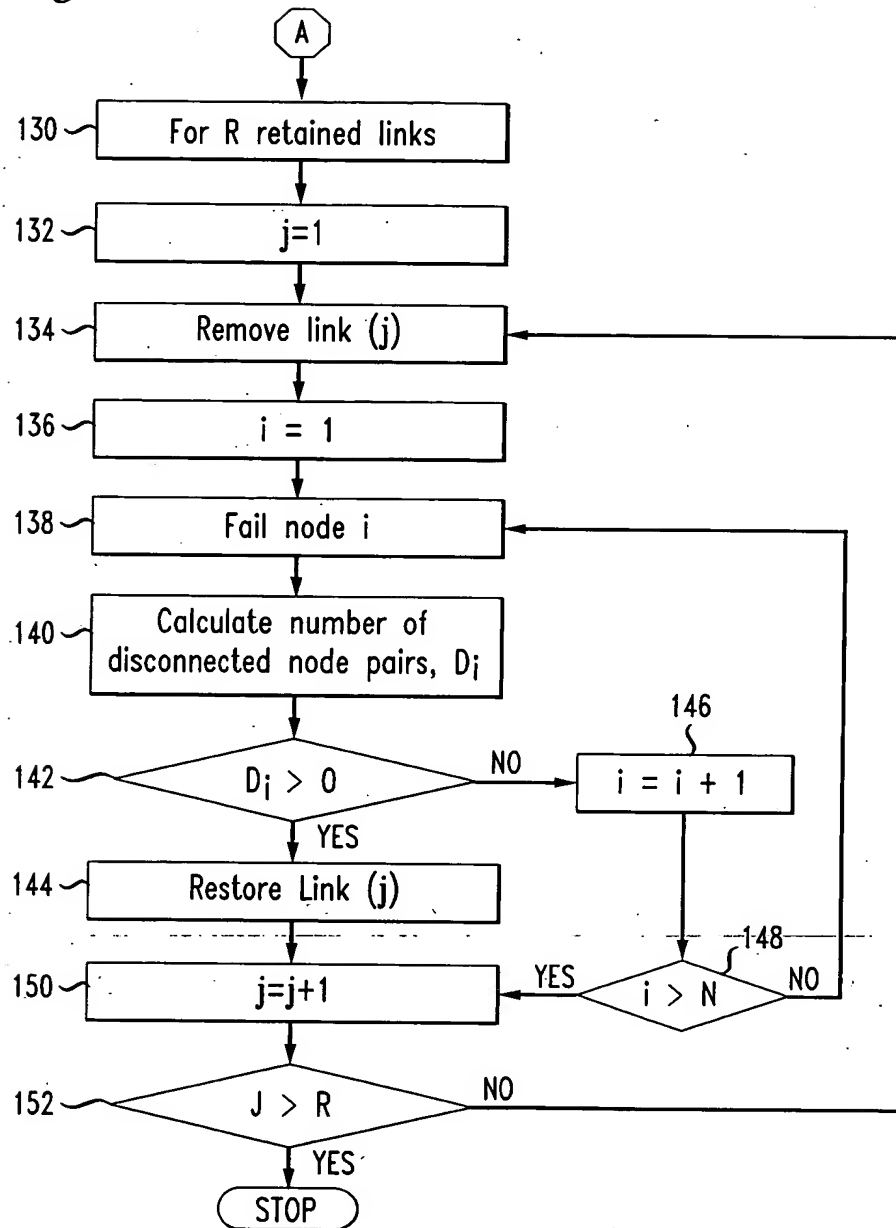 A
130
For R retained links
132
j=1
134
Remove link (j)
136
i = 1
138
Fail node i
140
Calculate number of
disconnected node pairs, Di
146
142
Di > 0
NO
i = i + 1
YES
144
Restore Link (j)
148
150
j=j+1
YES
i > N
NO
152
J > R
NO
YES
STOP